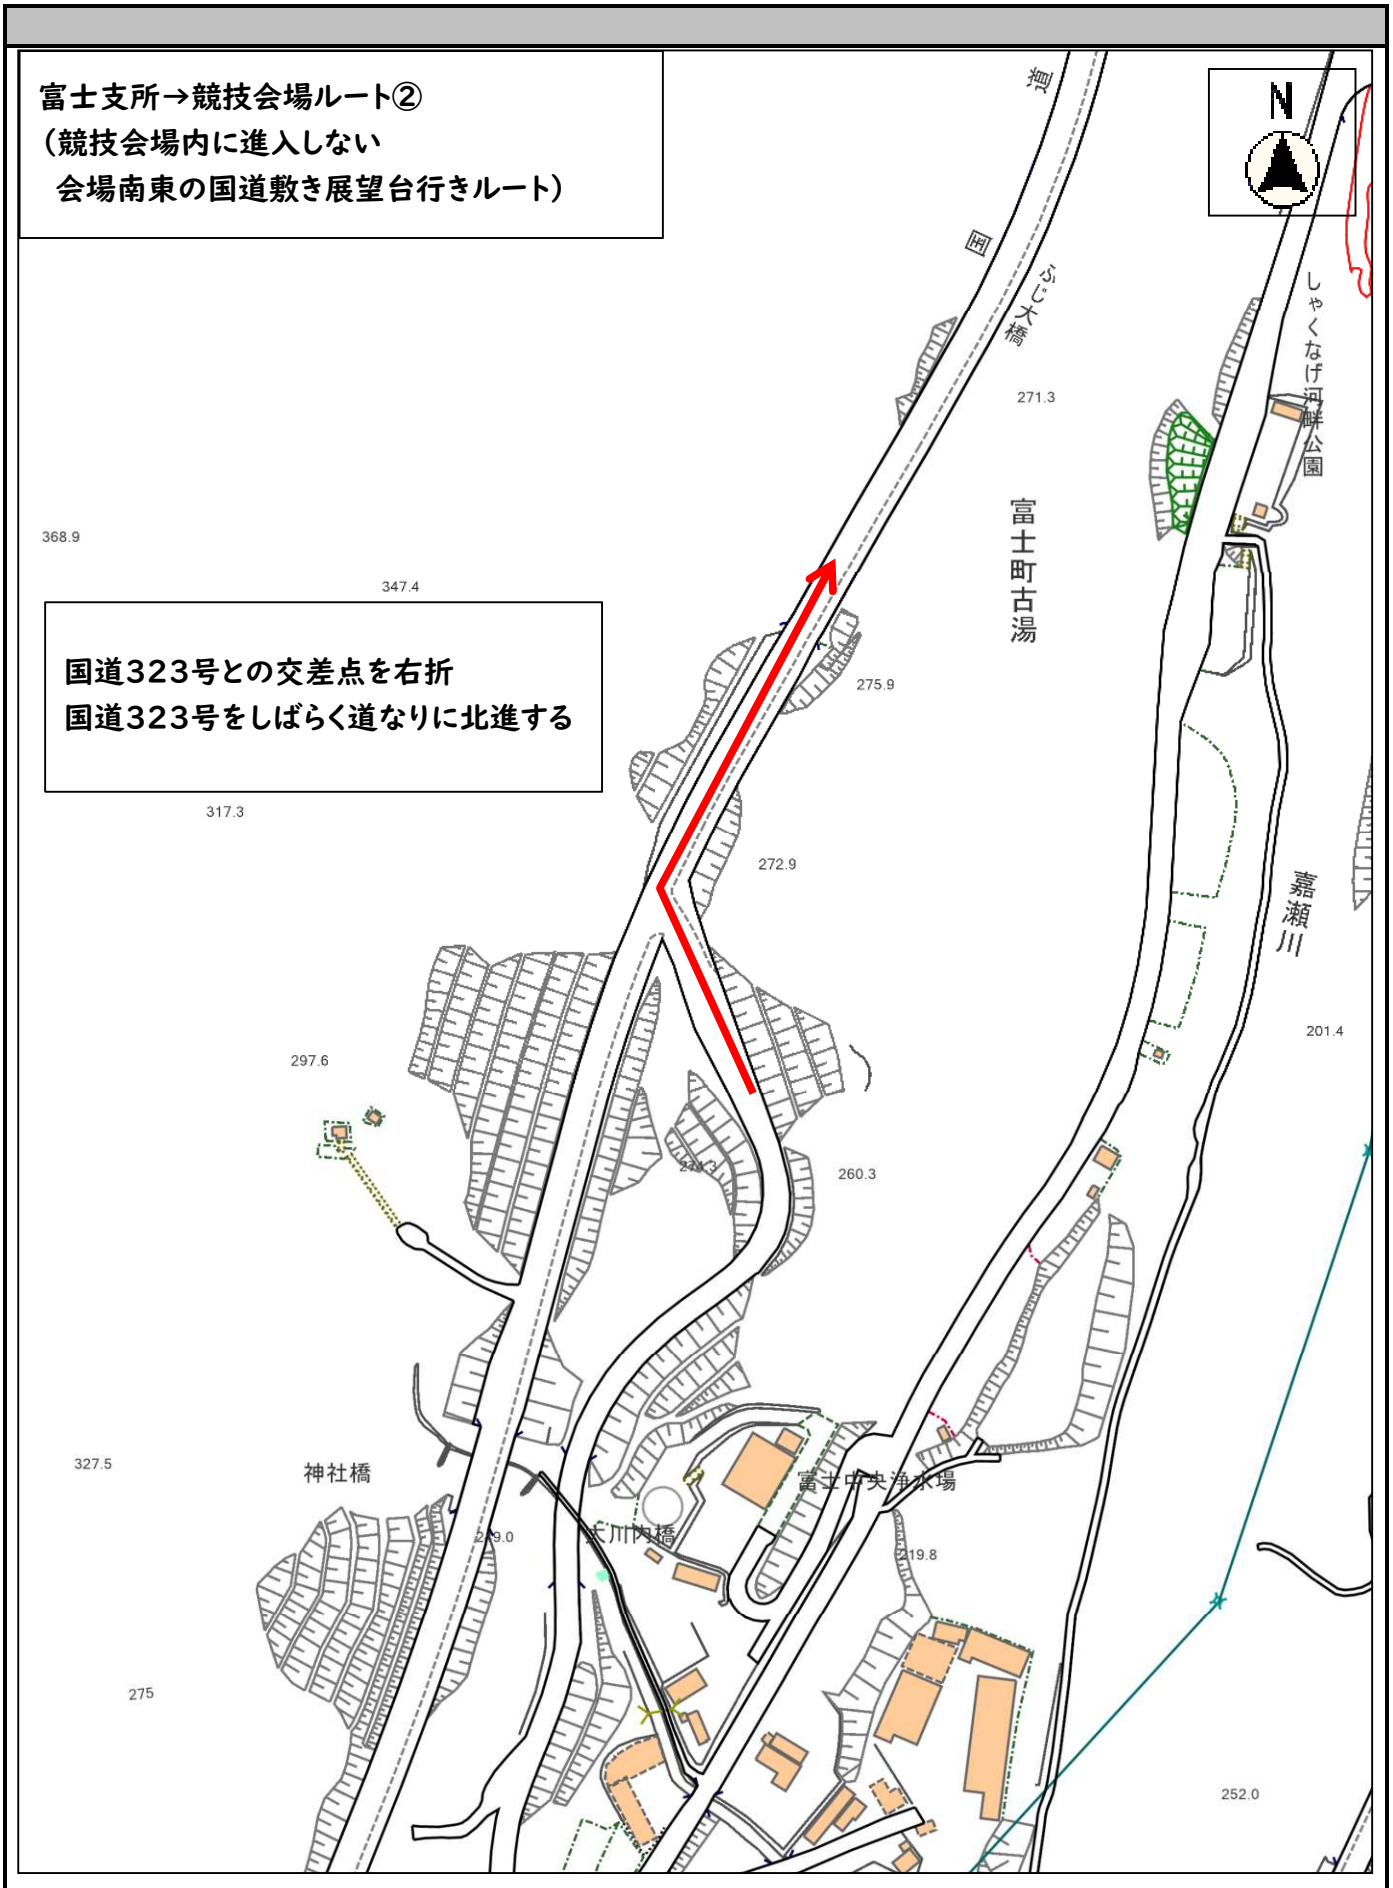 富士支所→競技会場ルート②
（競技会場内に進入しない
会場南東の国道敷き展望台行きルート）
N
道
国
ふじ大橋
しゃくなげ河畔公園
271.3
富士町古湯
368.9
347.4
国道323号との交差点を右折
国道323号をしばらく道なりに北進する
275.9
317.3
272.9
嘉瀬川
201.4
297.6
274.3
260.3
327.5
神社橋
富士中央浄水場
大川内橋
219.8
275
252.0